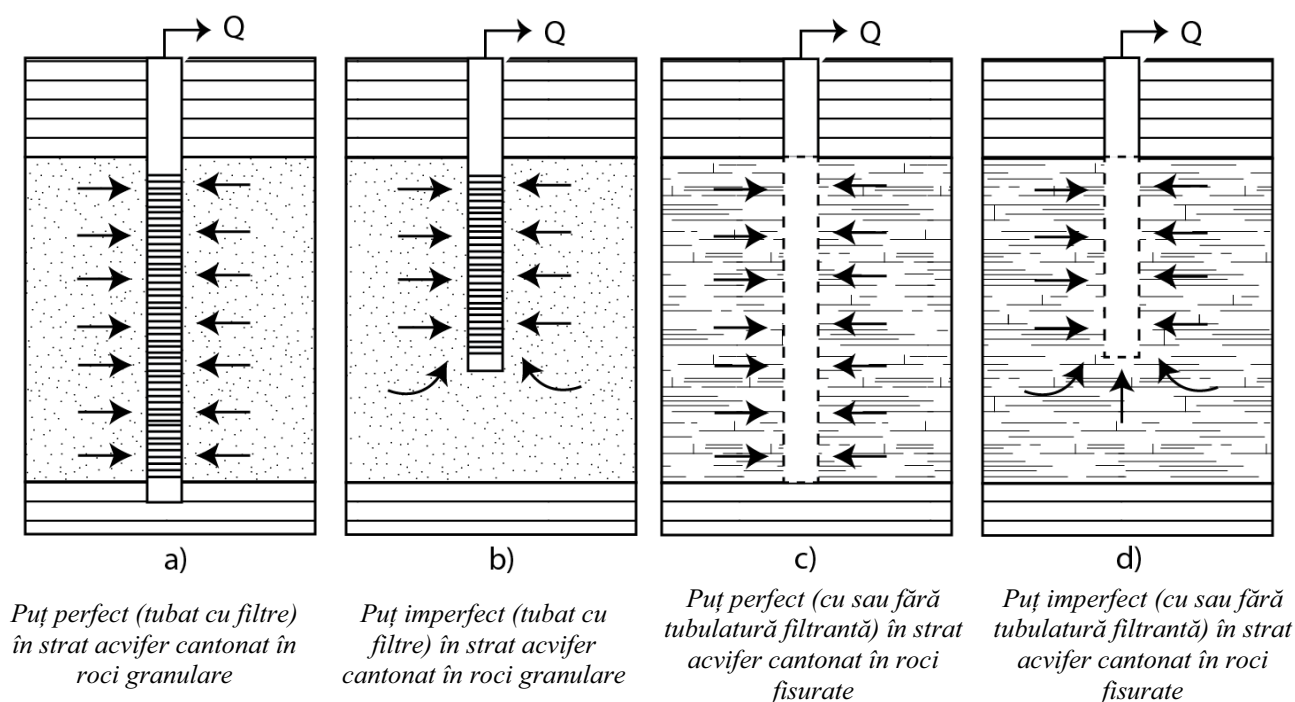 Q
Q
Q
Q
a)
b)
c)
d)
Puț perfect (tubat cu filtre)
în strat acvifer cantonat în
roci granulare
Puț imperfect (tubat cu
filtre) în strat acvifer
cantonat în roci granulare
Puț perfect (cu sau fără
tubulatură filtrantă) în strat
acvifer cantonat în roci
fisurate
Puț imperfect (cu sau fără
tubulatură filtrantă) în strat
acvifer cantonat în roci
fisurate